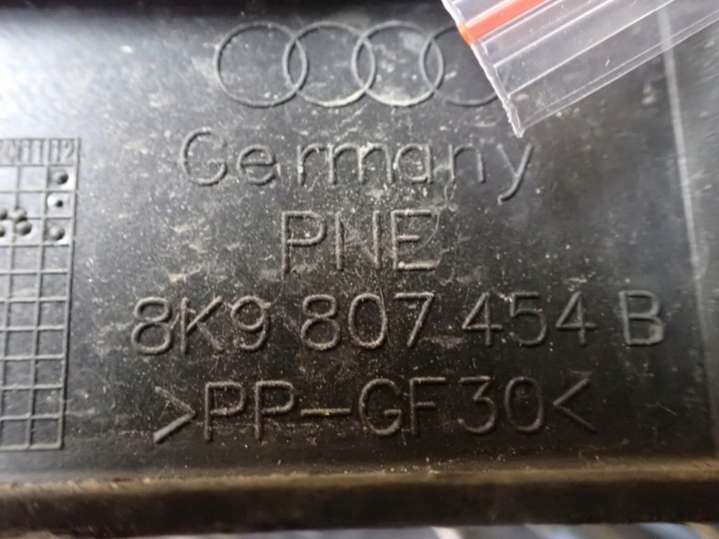 Germany
PNE
8K9 807 454 B
>PP-GF30<